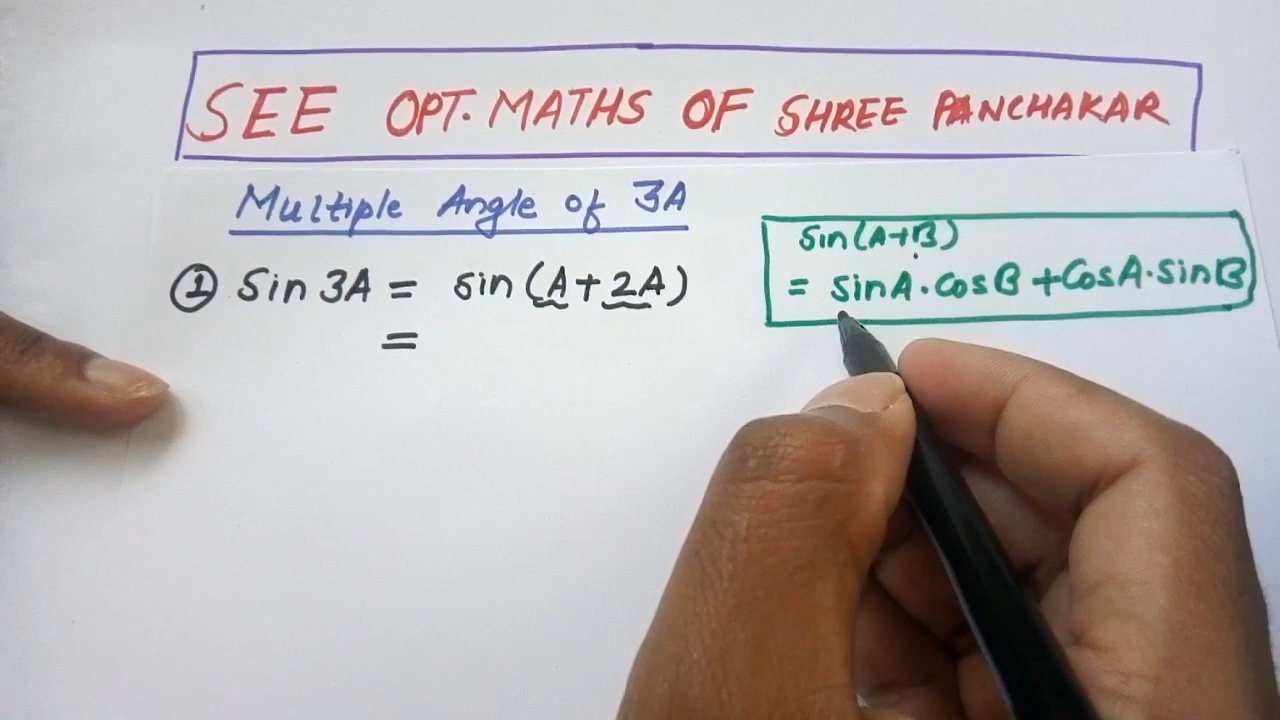 SEE OPT. MATHS OF SHREE PANCHAKAR
Multiple Angle of 3A
① Sin 3A = sin (A + 2A)
=
Sin(A+B)
= sinA·cosB + CosA·sinB